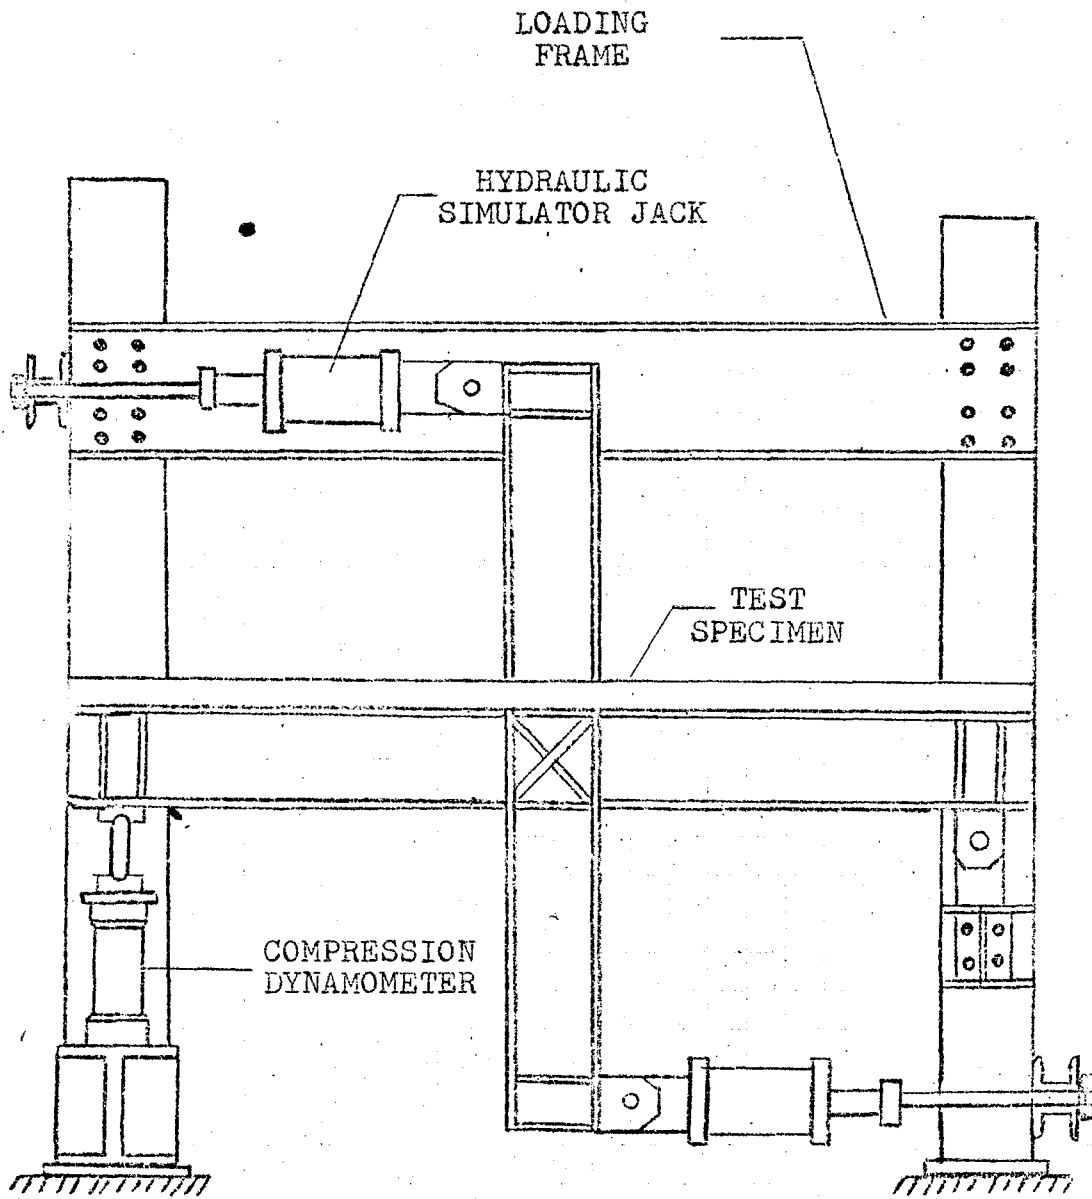 LOADING
FRAME
HYDRAULIC
SIMULATOR JACK
TEST
SPECIMEN
COMPRESSION
DYNAMOMETER